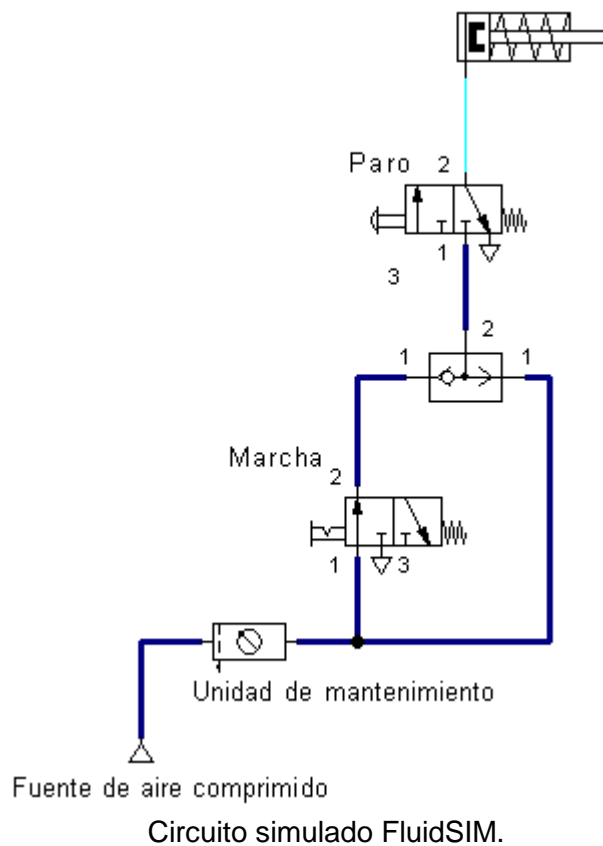 Paro 2
1
3
2
1 1
Marcha
2
1 3
Unidad de mantenimiento
Fuente de aire comprimido
Circuito simulado FluidSIM.